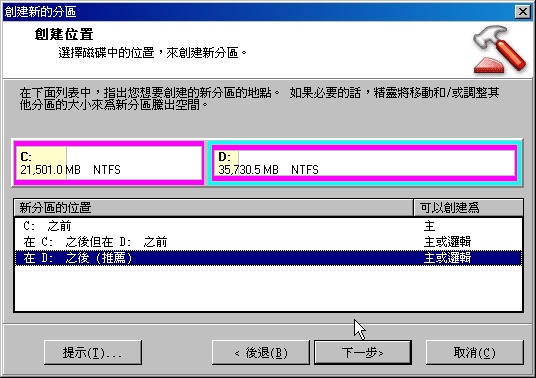 創建新的分區
創建位置
選擇磁碟中的位置，來創建新分區。
在下面列表中，指出您想要創建的新分區的地點。 如果必要的話，精靈將移動和/或調整其
他分區的大小來為新分區騰出空間。
C:
21,501.0 MB NTFS
D:
35,730.5 MB NTFS
新分區的位置 可以創建為
C: 之前 主
在 C: 之後但在 D: 之前 主或邏輯
在 D: 之後 (推薦) 主或邏輯
提示(T)... < 後退(B) 下一步> 取消(C)